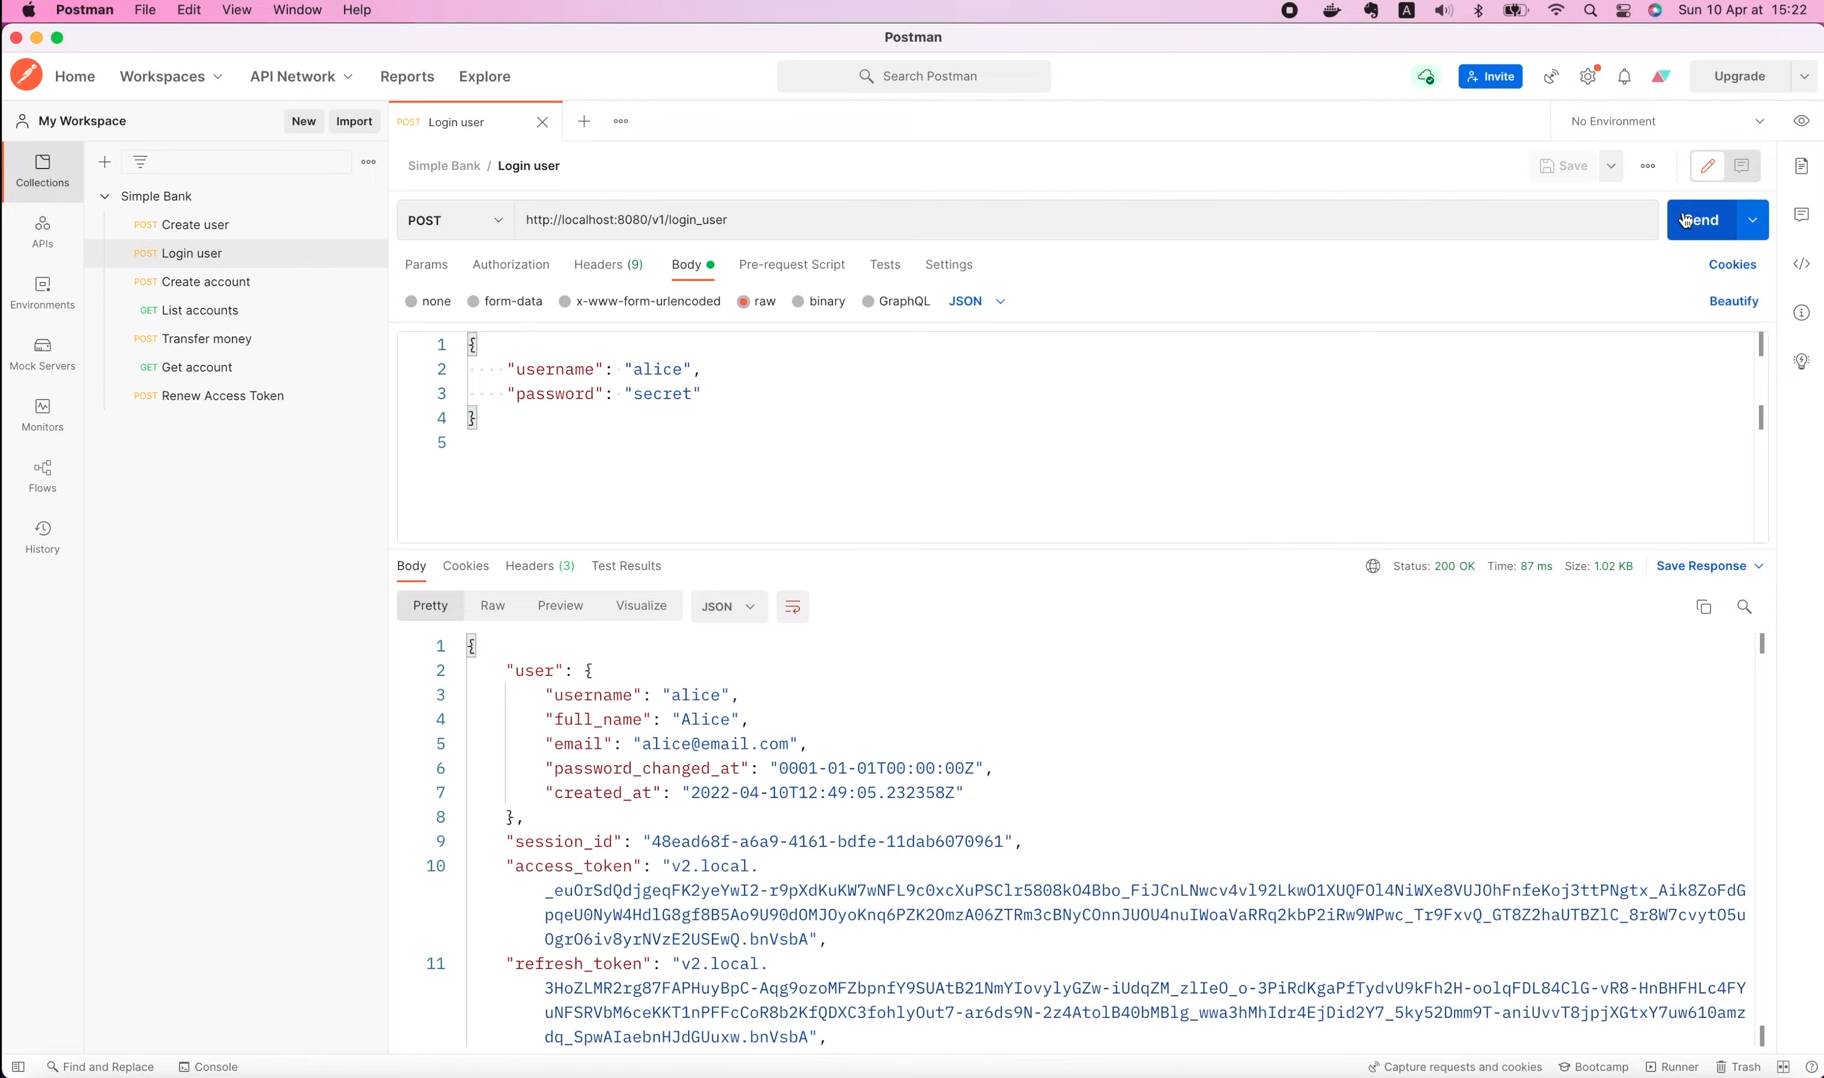 Postman File Edit View Window Help
A Sun 10 Apr at 15:22
Postman
Home Workspaces API Network Reports Explore
Search Postman
Invite
Upgrade
My Workspace
New Import
POST Login user
No Environment
Simple Bank / Login user
Save
Collections
APIs
Environments
Mock Servers
Monitors
Flows
History
Simple Bank
POST Create user
POST Login user
POST Create account
GET List accounts
POST Transfer money
GET Get account
POST Renew Access Token
POST http://localhost:8080/v1/login_user
Send
Params Authorization Headers (9) Body Pre-request Script Tests Settings
Cookies
none form-data x-www-form-urlencoded raw binary GraphQL JSON
Beautify
1 {
2 "username": "alice",
3 "password": "secret"
4 }
5
Body Cookies Headers (3) Test Results
Status: 200 OK Time: 87 ms Size: 1.02 KB Save Response
Pretty Raw Preview Visualize JSON
1 {
2 "user": {
3 "username": "alice",
4 "full_name": "Alice",
5 "email": "alice@email.com",
6 "password_changed_at": "0001-01-01T00:00:00Z",
7 "created_at": "2022-04-10T12:49:05.232358Z"
8 },
9 "session_id": "48ead68f-a6a9-4161-bdfe-11dab6070961",
10 "access_token": "v2.local.
_euOrSdQdjgeqFK2yeYwI2-r9pXdKuKW7wNFL9c0xcXuPSClr5808kO4Bbo_FiJCnLNwcv4vl92LkwO1XUQFOl4NiWXe8VUJOhFnfeKoj3ttPNgtx_Aik8ZoFdG
pqeU0NyW4HdlG8gf8B5Ao9U90dOMJOyoKnq6PZK2OmzA06ZTRm3cBNyCOnnJUOU4nuIWoaVaRRq2kbP2iRw9WPwc_Tr9FxvQ_GT8Z2haUTBZlC_8r8W7cvytO5u
OgrO6iv8yrNVzE2USEwQ.bnVsbA",
11 "refresh_token": "v2.local.
3HoZLMR2rg87FAPHuyBpC-Aqg9ozoMFZbpnfY9SUAtB21NmYIovylyGZw-iUdqZM_zlIeO_o-3PiRdKgaPfTydvU9kFh2H-oolqFDL84ClG-vR8-HnBHFHLc4FY
uNFSRVbM6ceKKT1nPFFcCoR8b2KfQDXC3fohlyOut7-ar6ds9N-2z4AtolB40bMBlg_wwa3hMhIdr4EjDid2Y7_5ky52Dmm9T-aniUvvT8jpjXGtxY7uw610amz
dq_SpwAIaebnHJdGUuxw.bnVsbA",
Find and Replace Console
Capture requests and cookies Bootcamp Runner Trash